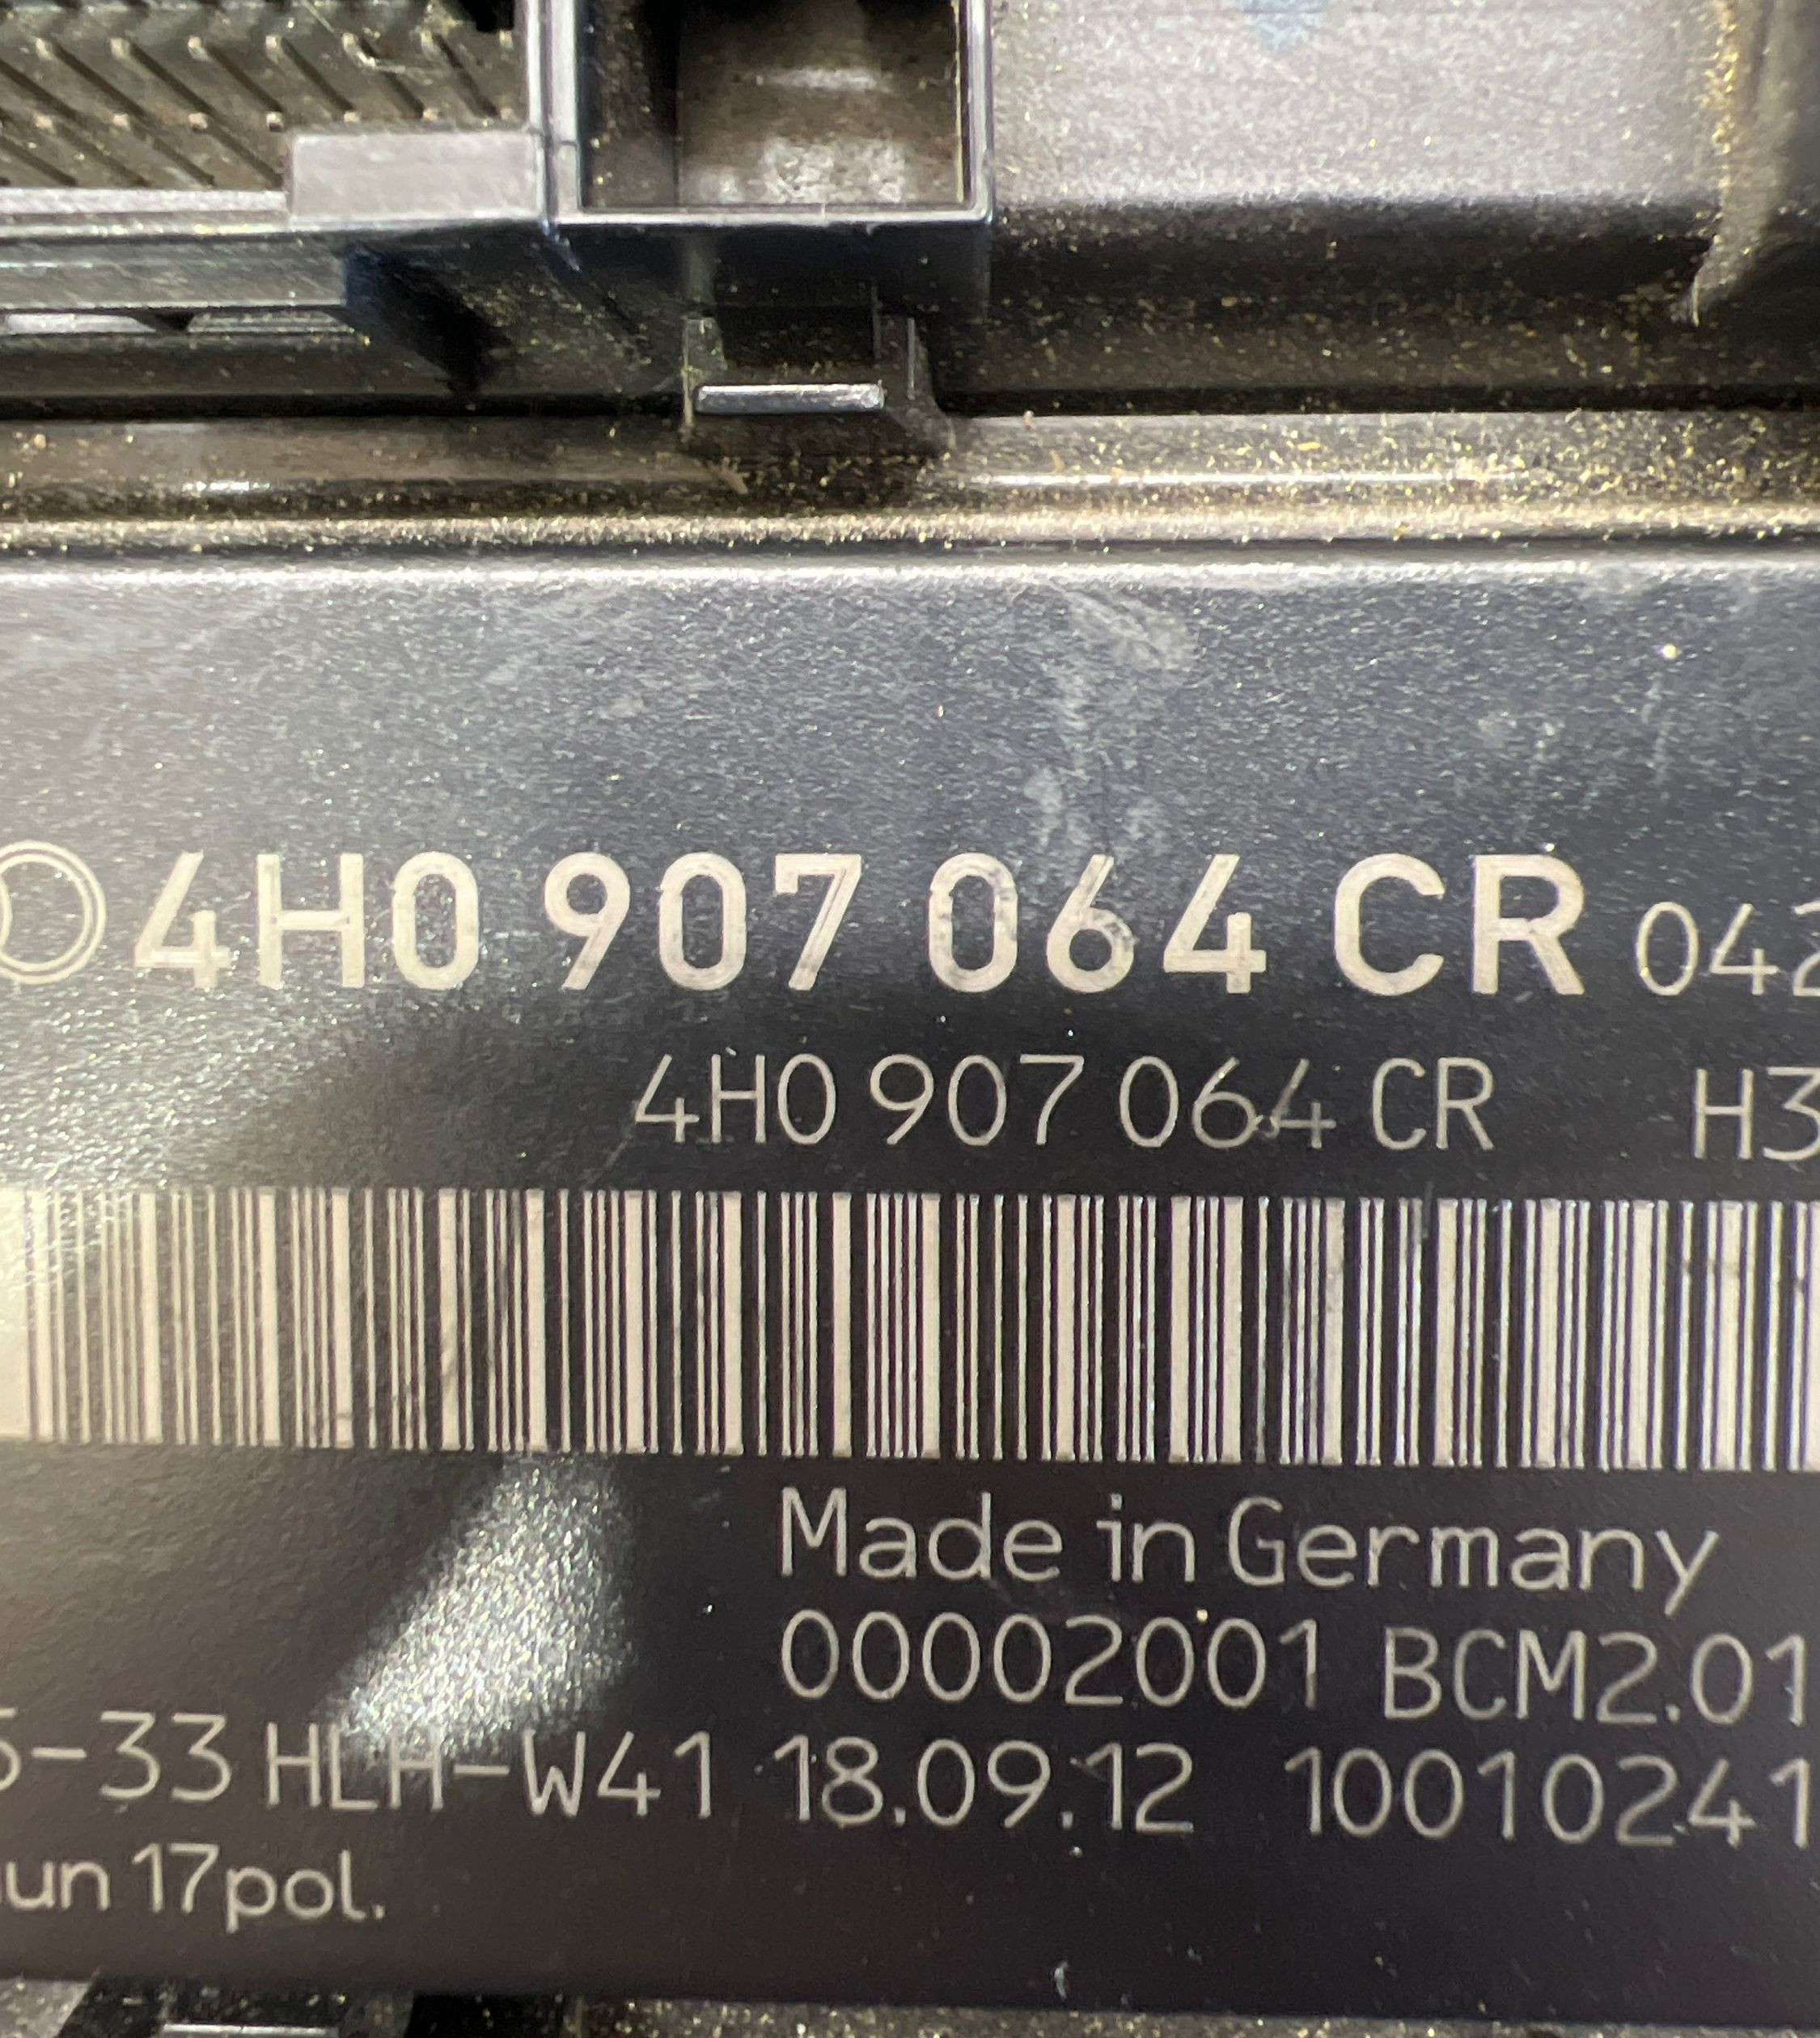 4H0 907 064 CR 042
4H0 907 064 CR H3
Made in Germany
00002001 BCM2.01
5-33 HLH-W41 18.09.12 10010241
un 17pol.